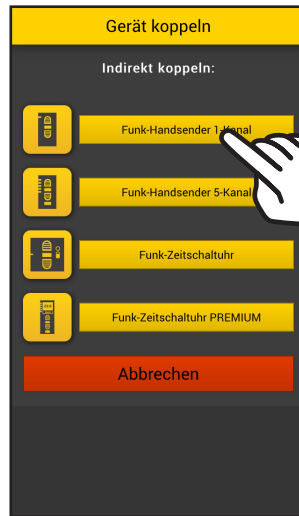 Gerät koppeln
Indirekt koppeln:
Funk-Handsender 1-Kanal
Funk-Handsender 5-Kanal
Funk-Zeitschaltuhr
Funk-Zeitschaltuhr PREMIUM
Abbrechen